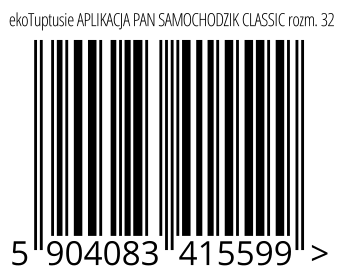 ekoTuptusie APLIKACJA PAN SAMOCHODZIK CLASSIC rozm. 32
5 904083 415599 >